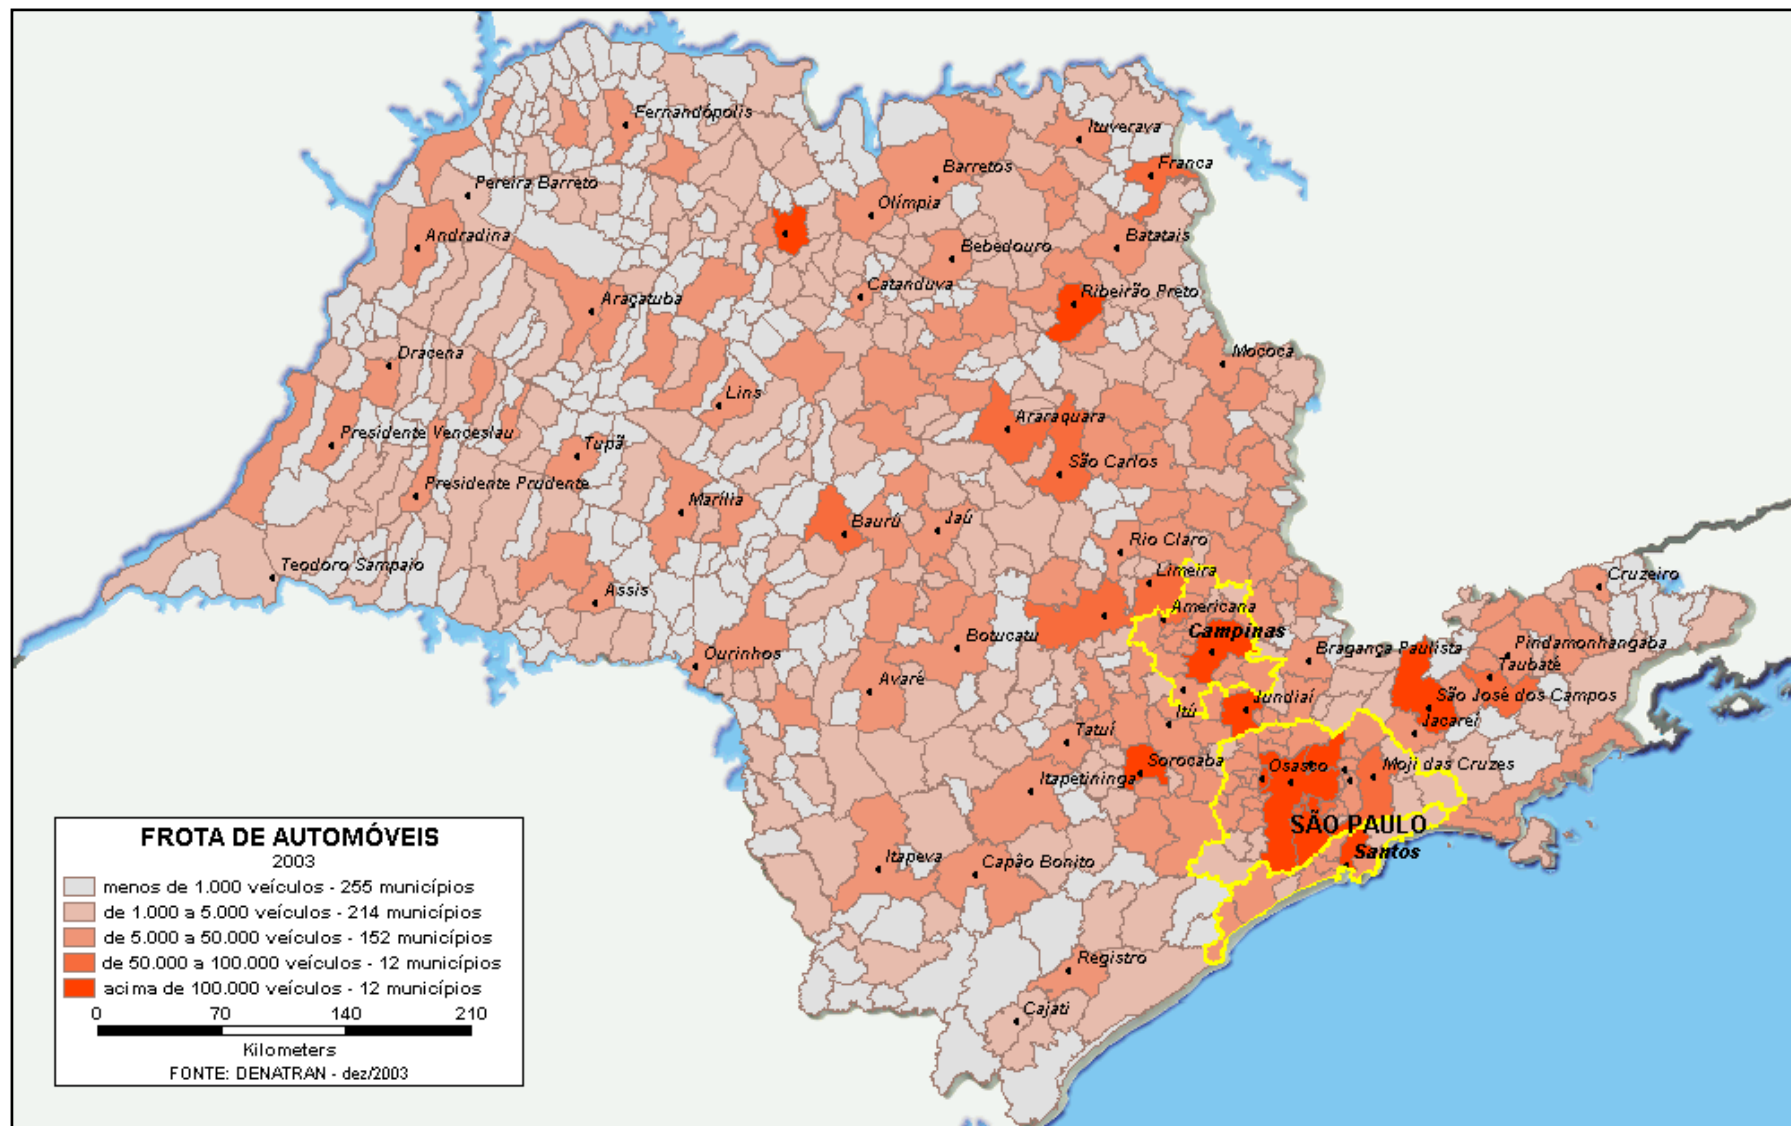 Fernandópolis
Ituverava
Barretos
Franca
Pereira Barreto
Olímpia
Andradina
Bebedouro
Batatais
Catanduva
Araçatuba
Ribeirão Preto
Dracena
Mococa
Lins
Araraquara
Presidente Venceslau
Tupã
São Carlos
Presidente Prudente
Marília
Baurú
Jaú
Rio Claro
Teodoro Sampaio
Limeira
Cruzeiro
Assis
Americana
Campinas
Botucatu
Ourinhos
Bragança Paulista
Pindamonhangaba
Taubaté
Avaré
Jundiaí
São José dos Campos
Itú
Jacareí
Tatuí
Sorocaba
Osasco
Moji das Cruzes
Itapetininga
SÃO PAULO
Santos
Itapeva
Capão Bonito
Registro
Cajati
FROTA DE AUTOMÓVEIS
2003
menos de 1.000 veículos - 255 municípios
de 1.000 a 5.000 veículos - 214 municípios
de 5.000 a 50.000 veículos - 152 municípios
de 50.000 a 100.000 veículos - 12 municípios
acima de 100.000 veículos - 12 municípios
0 70 140 210
Kilometers
FONTE: DENATRAN - dez/2003